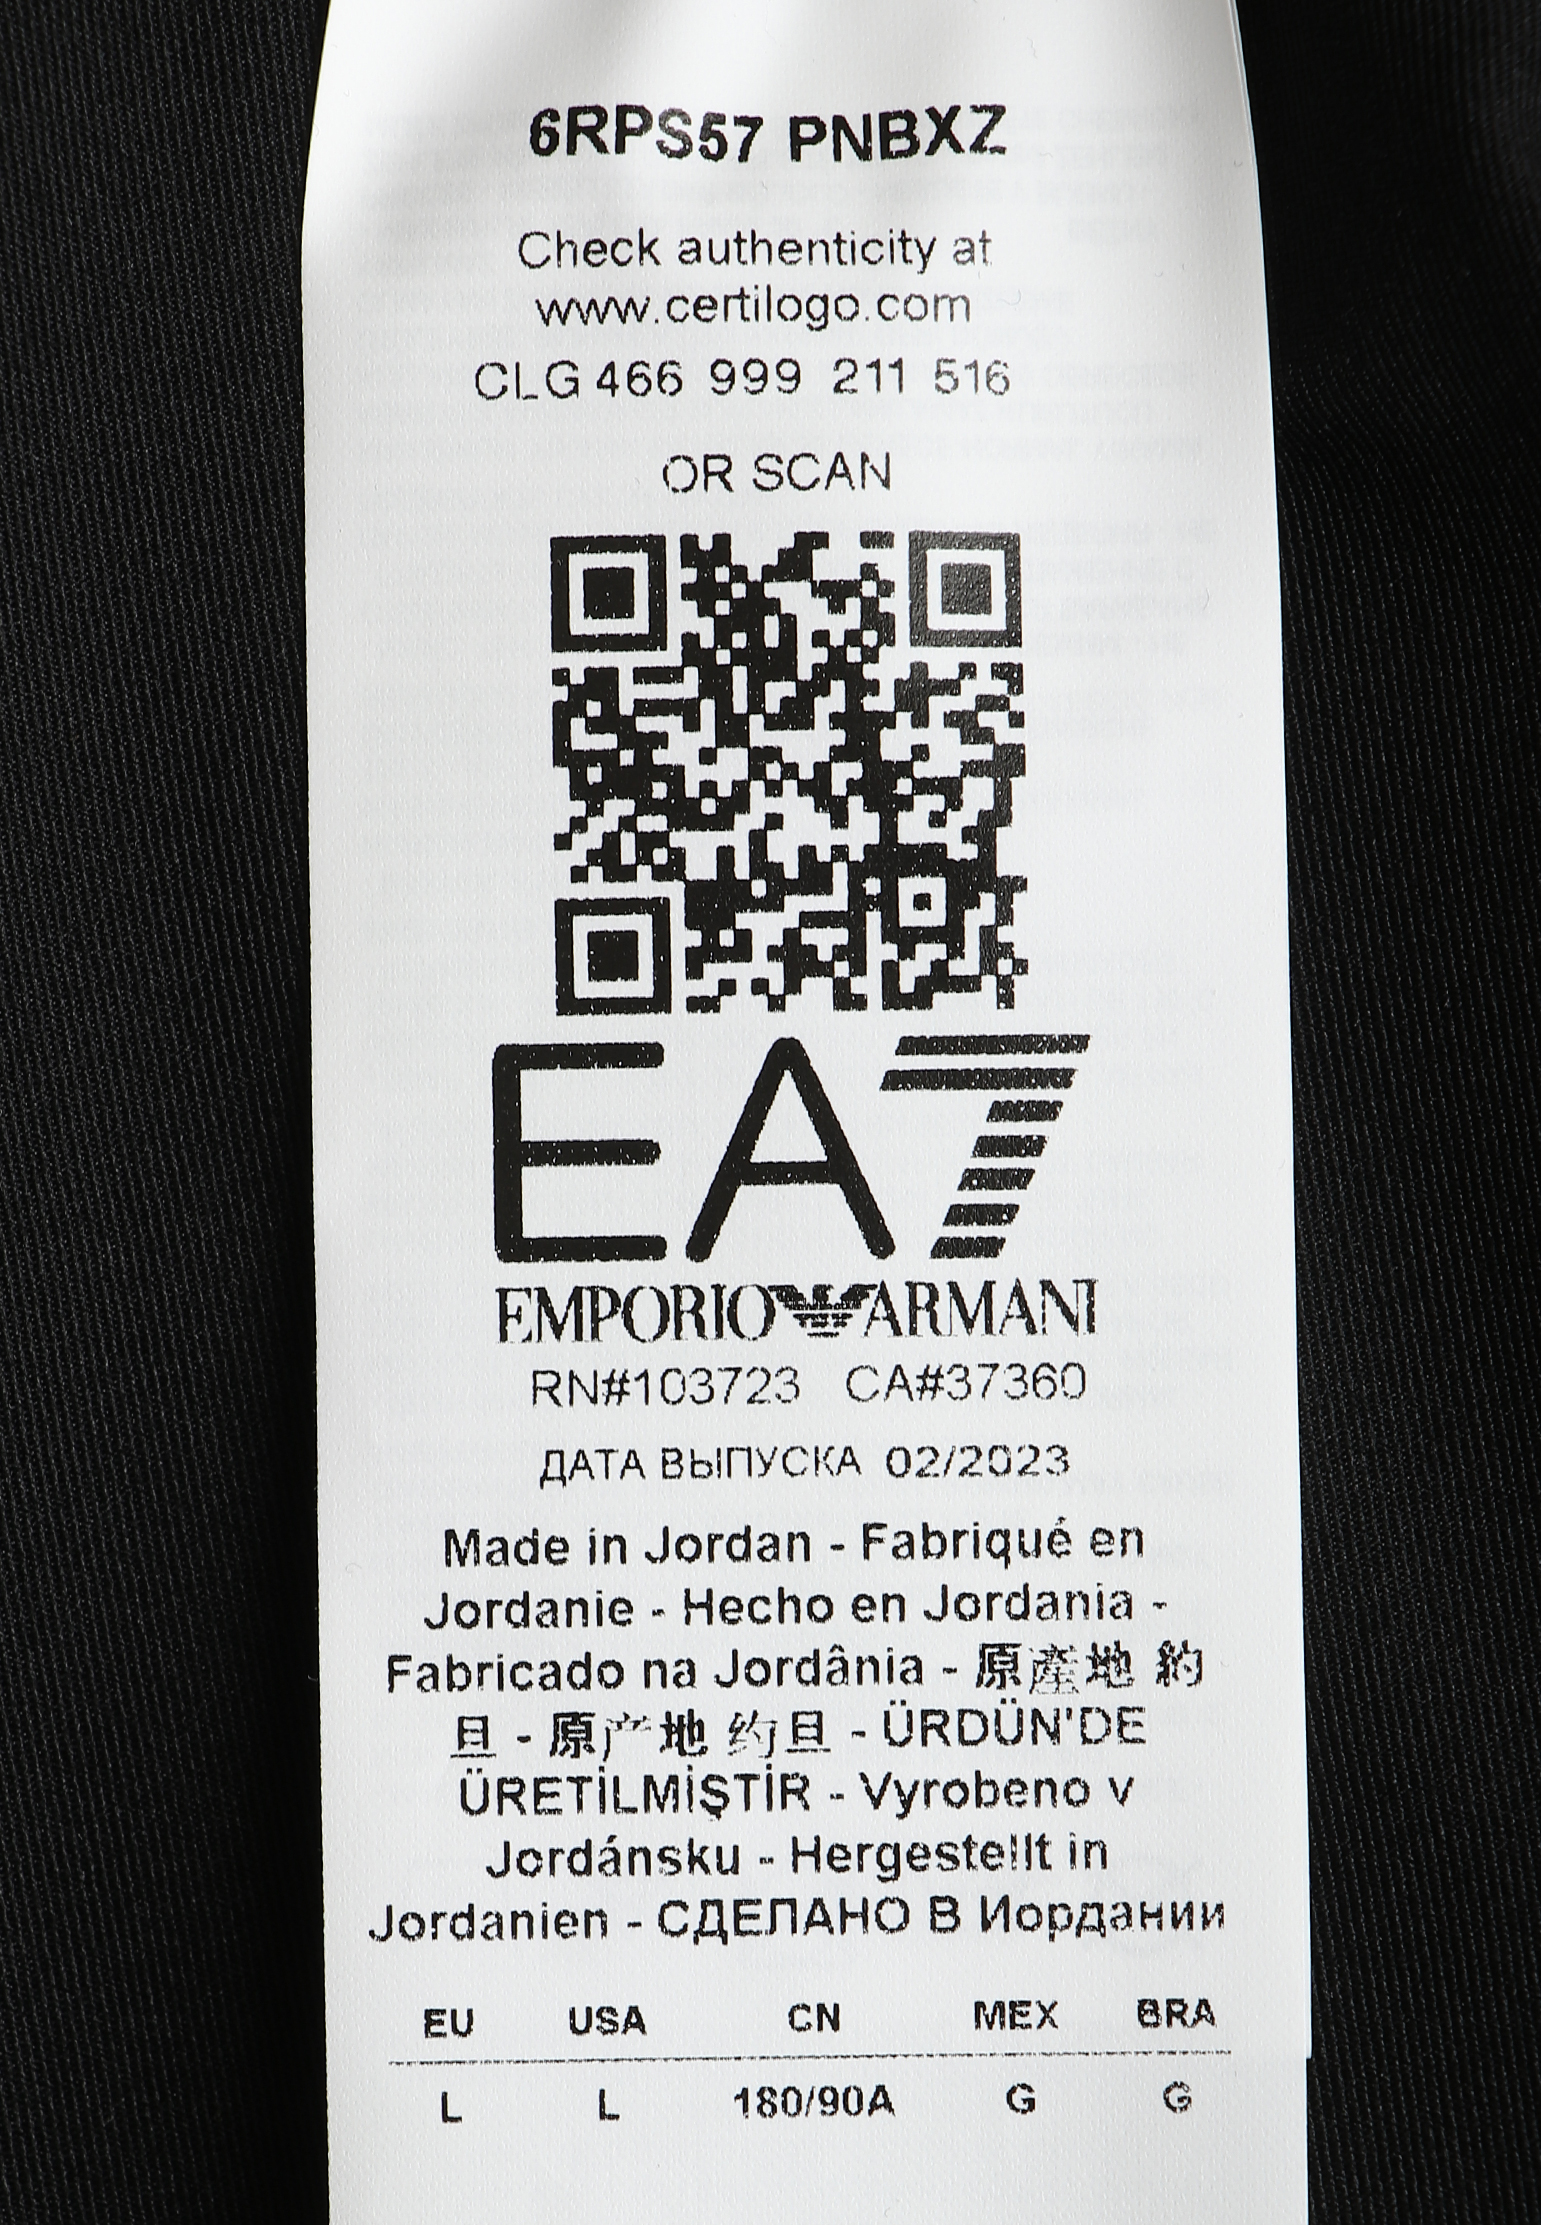 6RPS57 PNBXZ
Check authenticity at
www.certilogo.com
CLG 466 999 211 516
OR SCAN
EA7
EMPORIO ARMANI
RN#103723 CA#37360
ДАТА ВЫПУСКА 02/2023
Made in Jordan - Fabriqué en
Jordanie - Hecho en Jordania -
Fabricado na Jordânia - 原產地 約
旦 - 原产地 约旦 - ÜRDÜN'DE
ÜRETİLMİŞTİR - Vyrobeno v
Jordánsku - Hergestellt in
Jordanien - СДЕЛАНО В Иордании
EU USA CN MEX BRA
L L 180/90A G G